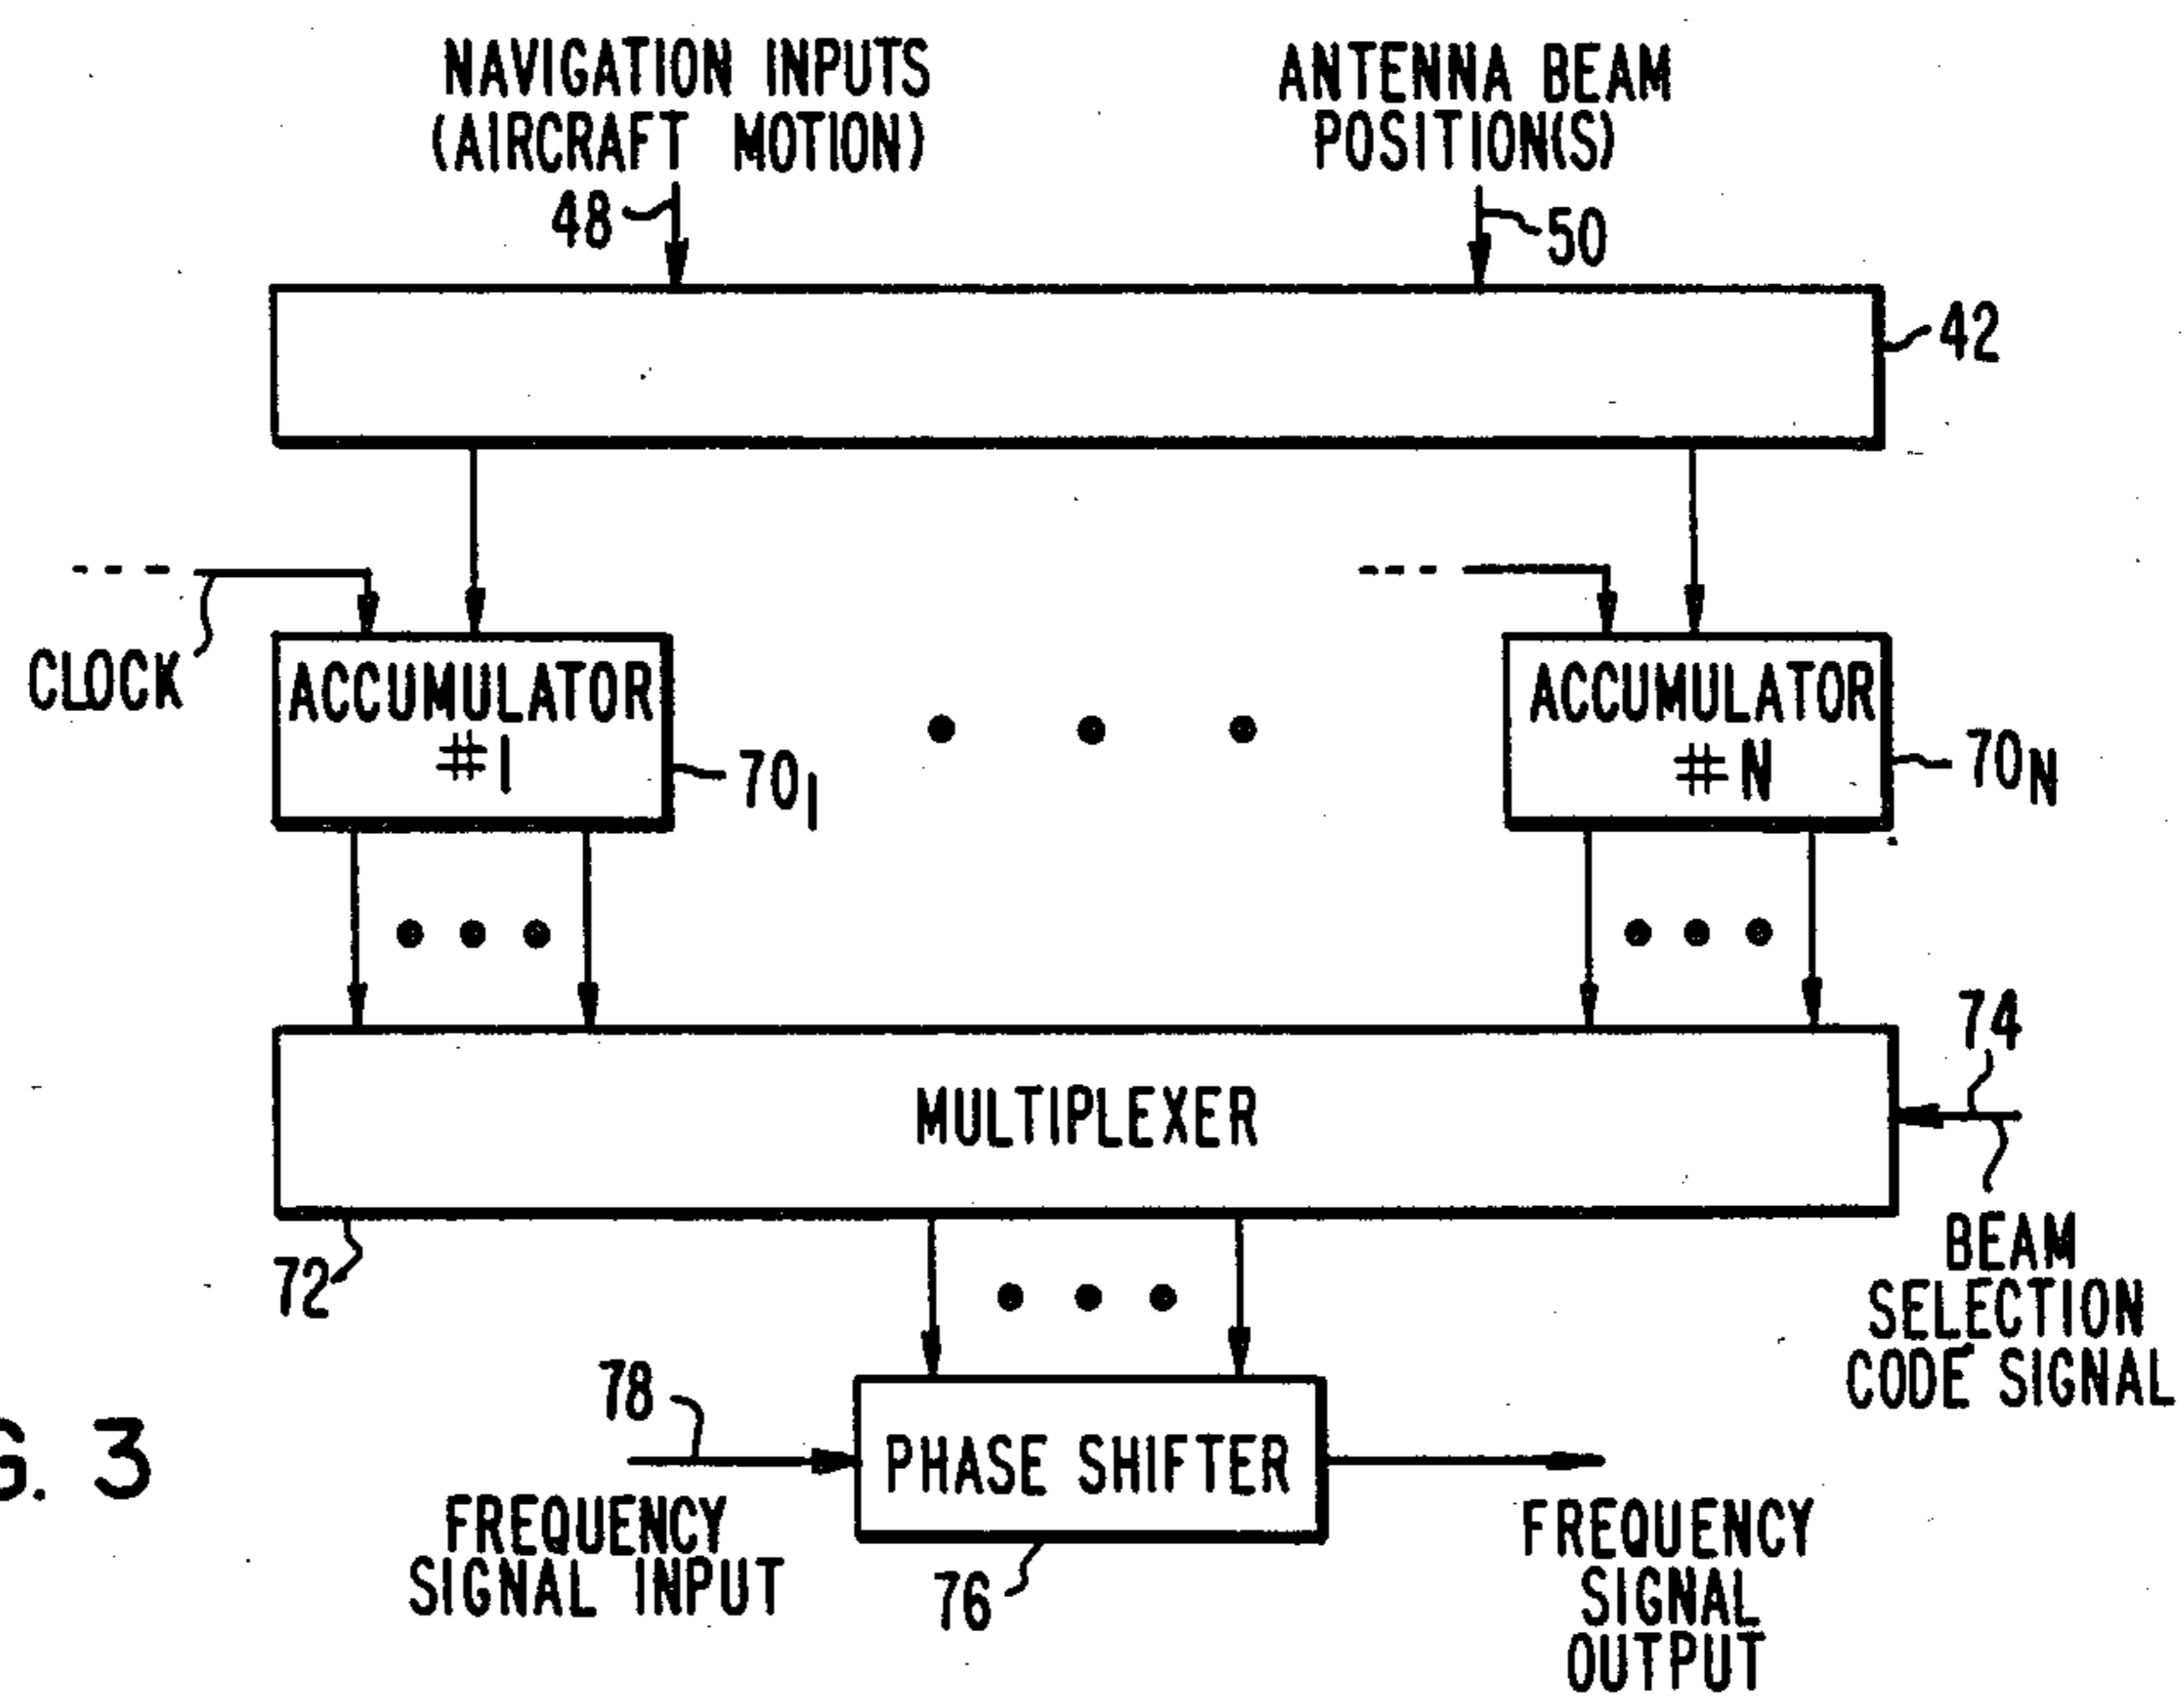 NAVIGATION INPUTS
(AIRCRAFT MOTION)
ANTENNA BEAM
POSITION(S)
48
50
42
CLOCK
ACCUMULATOR
#1
70₁
ACCUMULATOR
#N
70N
74
MULTIPLEXER
72
BEAM
SELECTION
CODE SIGNAL
78
PHASE SHIFTER
G. 3
FREQUENCY
SIGNAL INPUT
76
FREQUENCY
SIGNAL
OUTPUT